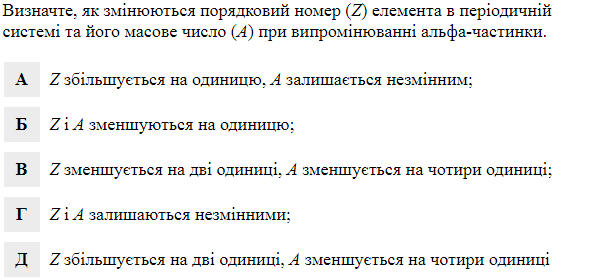 Визначте, як змінюються порядковий номер (Z) елемента в періодичній
системі та його масове число (A) при випромінюванні альфа-частинки.
А Z збільшується на одиницю, A залишається незмінним;
Б Z і A зменшуються на одиницю;
В Z зменшується на дві одиниці, A зменшується на чотири одиниці;
Г Z і A залишаються незмінними;
Д Z збільшується на дві одиниці, A зменшується на чотири одиниці